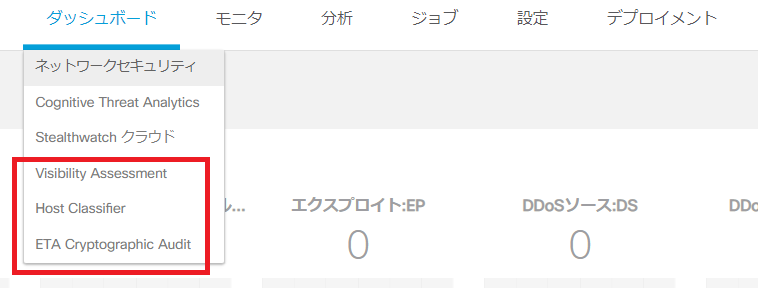 ダッシュボード モニタ 分析 ジョブ 設定 デプロイメント
ネットワークセキュリティ
Cognitive Threat Analytics
Stealthwatch クラウド
Visibility Assessment
Host Classifier
ETA Cryptographic Audit
ル... エクスプロイト:EP DDoSソース:DS DDo
0 0